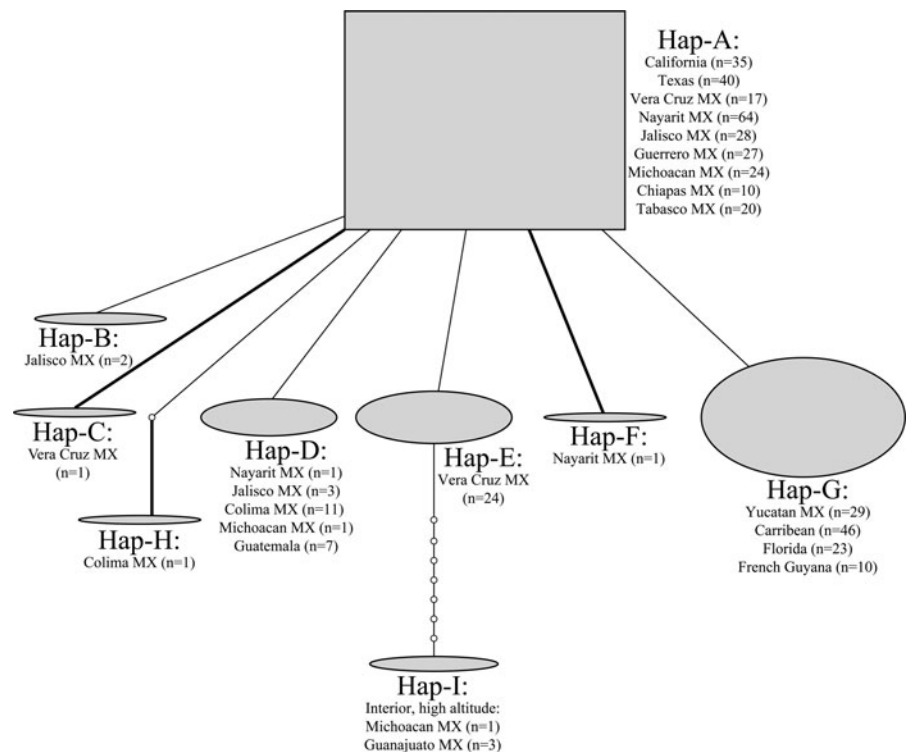 Hap-A:
California (n=35)
Texas (n=40)
Vera Cruz MX (n=17)
Nayarit MX (n=64)
Jalisco MX (n=28)
Guerrero MX (n=27)
Michoacan MX (n=24)
Chiapas MX (n=10)
Tabasco MX (n=20)
Hap-B:
Jalisco MX (n=2)
Hap-C:
Vera Cruz MX
(n=1)
Hap-H:
Colima MX (n=1)
Hap-D:
Nayarit MX (n=1)
Jalisco MX (n=3)
Colima MX (n=11)
Michoacan MX (n=1)
Guatemala (n=7)
Hap-E:
Vera Cruz MX
(n=24)
Hap-F:
Nayarit MX (n=1)
Hap-G:
Yucatan MX (n=29)
Carribean (n=46)
Florida (n=23)
French Guyana (n=10)
Hap-I:
Interior, high altitude:
Michoacan MX (n=1)
Guanajuato MX (n=3)